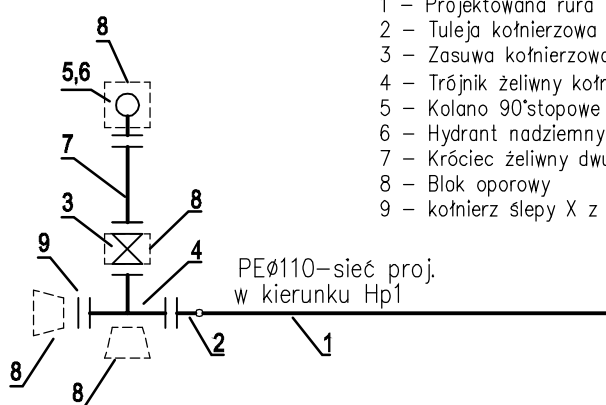 1 – Projektowana rura
2 – Tuleja kołnierzowa
3 – Zasuwa kołnierzowa
4 – Trójnik żeliwny kołn
5 – Kolano 90°stopowe
6 – Hydrant nadziemny
7 – Króciec żeliwny dwu
8 – Blok oporowy
9 – kołnierz ślepy X z
8
5,6
7
3
8
9
4
PEø110–sieć proj.
w kierunku Hp1
2
1
8
8